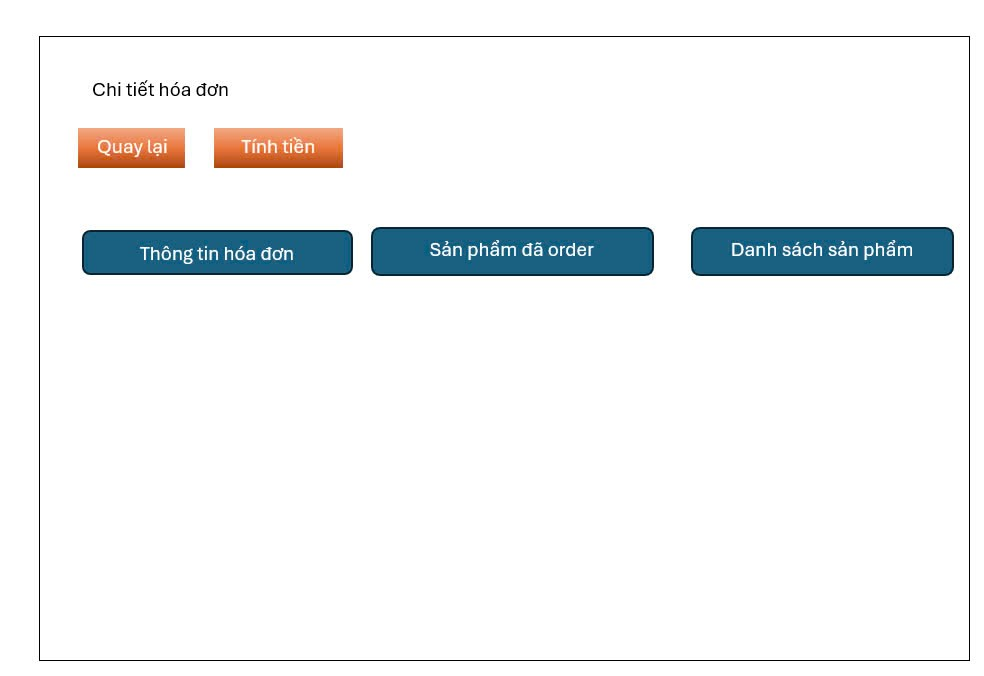 Chi tiết hóa đơn
Quay lại
Tính tiền
Thông tin hóa đơn
Sản phẩm đã order
Danh sách sản phẩm